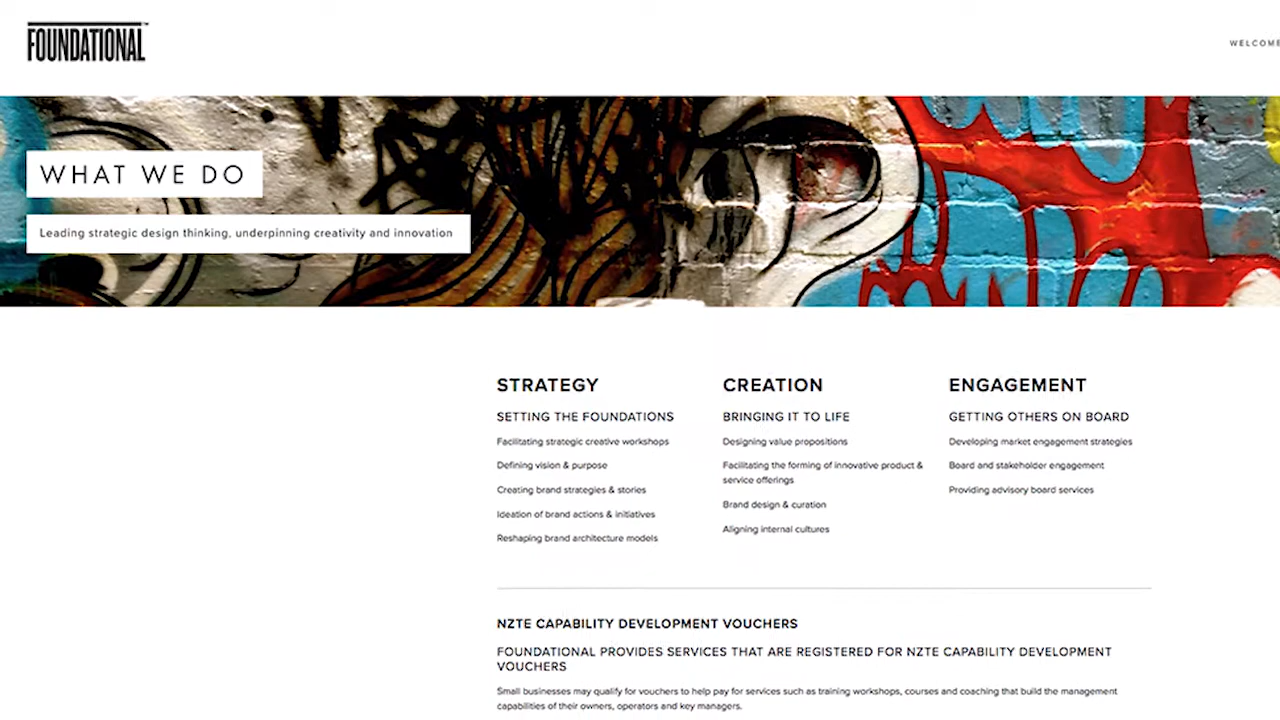 FOUNDATIONAL
WELCOME
WHAT WE DO
Leading strategic design thinking, underpinning creativity and innovation
STRATEGY
SETTING THE FOUNDATIONS
Facilitating strategic creative workshops
Defining vision & purpose
Creating brand strategies & stories
Ideation of brand actions & initiatives
Reshaping brand architecture models
CREATION
BRINGING IT TO LIFE
Designing value propositions
Facilitating the forming of innovative product &
service offerings
Brand design & curation
Aligning internal cultures
ENGAGEMENT
GETTING OTHERS ON BOARD
Developing market engagement strategies
Board and stakeholder engagement
Providing advisory board services
NZTE CAPABILITY DEVELOPMENT VOUCHERS
FOUNDATIONAL PROVIDES SERVICES THAT ARE REGISTERED FOR NZTE CAPABILITY DEVELOPMENT
VOUCHERS
Small businesses may qualify for vouchers to help pay for services such as training workshops, courses and coaching that build the management
capabilities of their owners, operators and key managers.